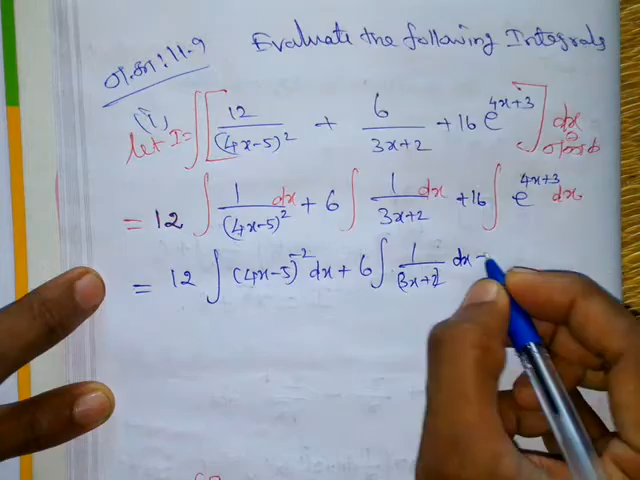 எ.கா: 11.9 Evaluate the following Integrals
(i)
let I = ∫ [ 12/(4x-5)² + 6/3x+2 + 16 e^4x+3 ] dx
= 12 ∫ 1/(4x-5)² dx + 6 ∫ 1/3x+2 dx + 16 ∫ e^4x+3 dx
= 12 ∫ (4x-5)^-2 dx + 6 ∫ 1/(3x+2) dx